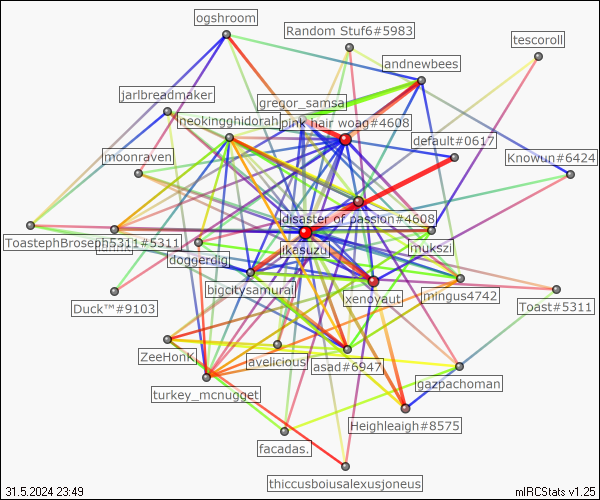 ogshroom
Random Stuf6#5983
tescoroll
andnewbees
jarlbreadmaker
gregor_samsa
neokingghidorah
pink hair woag#4608
default#0617
moonraven
Knowun#6424
disaster of passion#4608
ToastephBroseph5311#5311
ikasuzu
mukszi
doggerdig
bigcitysamurai
xenoyaut
mingus4742
Duck™#9103
Toast#5311
ZeeHonK
avelicious
asad#6947
gazpachoman
turkey_mcnugget
Heighleaigh#8575
facadas.
thiccusboiusalexusjoneus
31.5.2024 23:49
mIRCStats v1.25